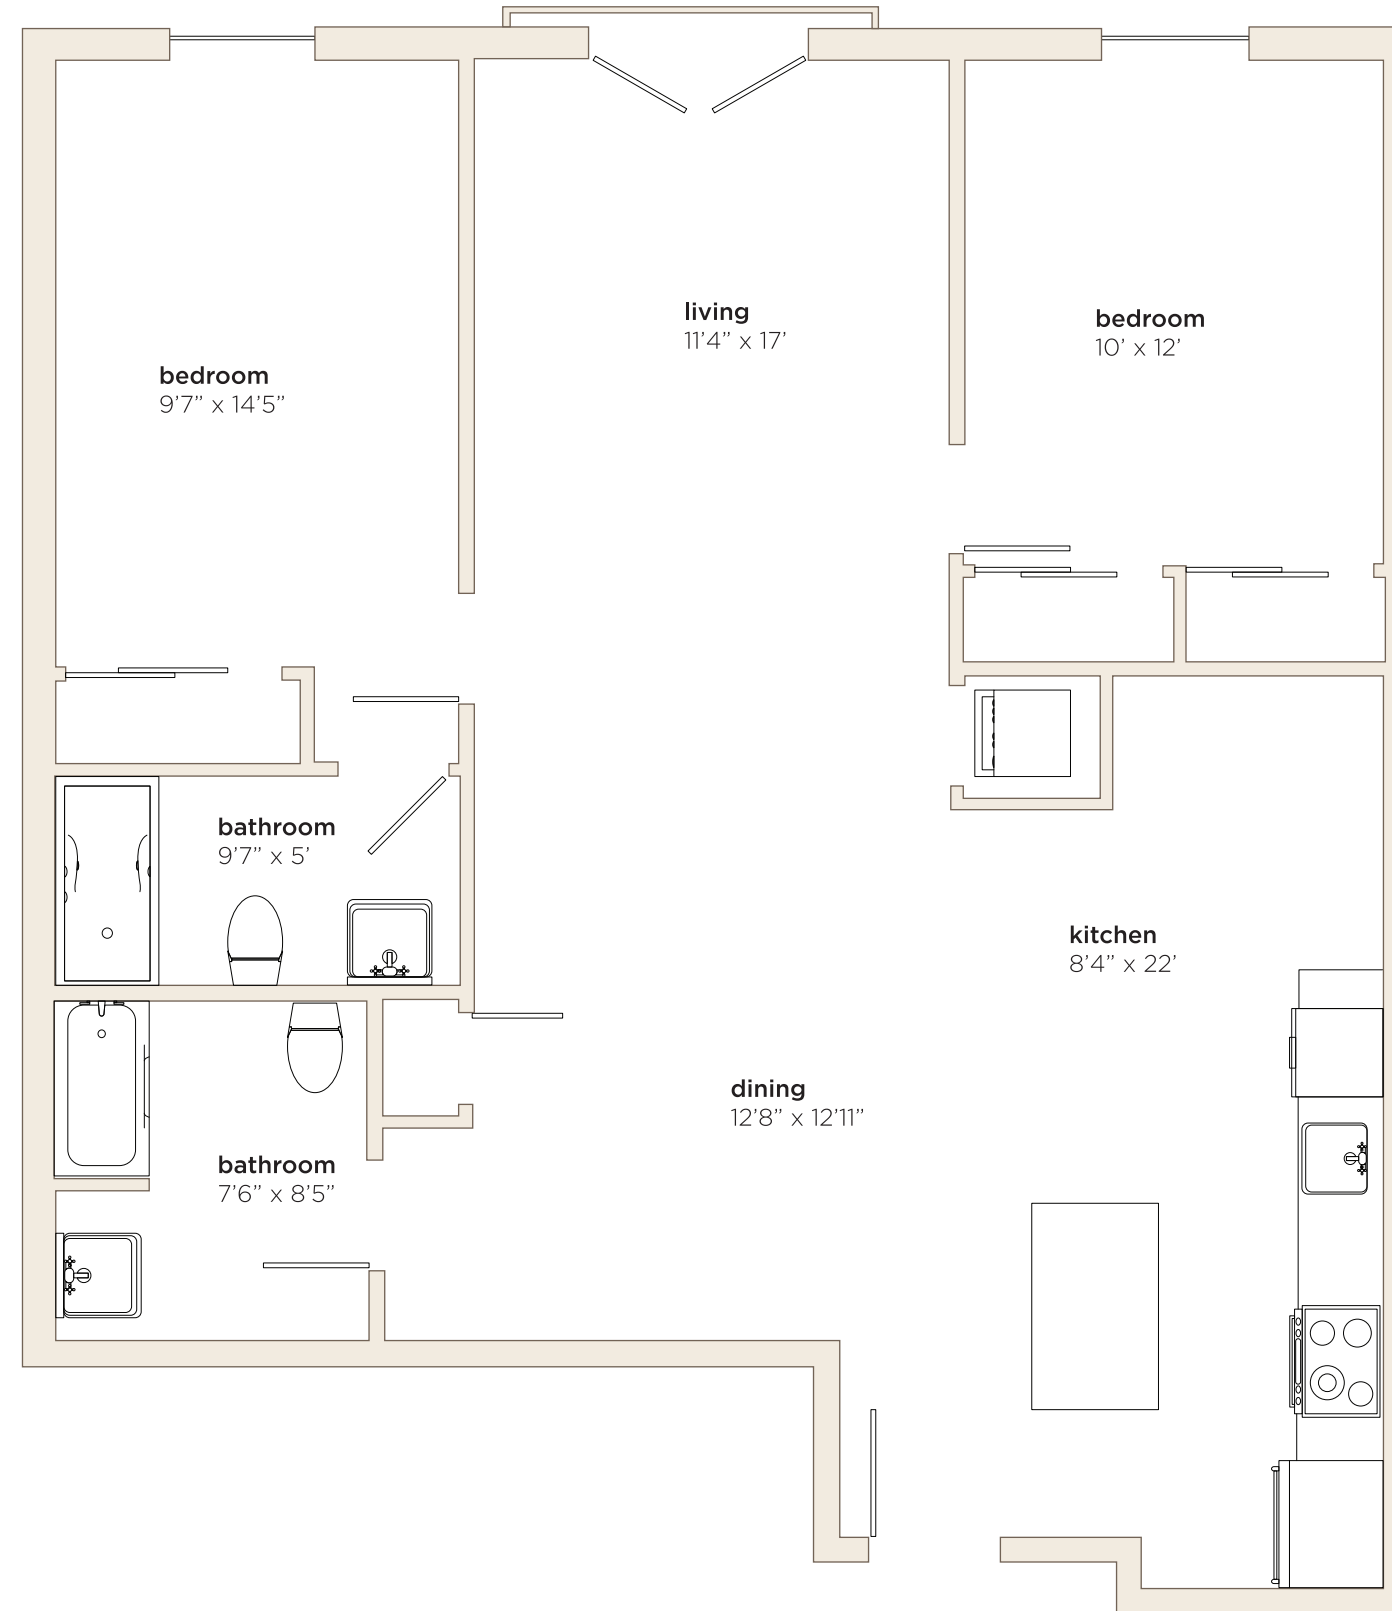 living
11’4” x 17’
bedroom
10’ x 12’
bedroom
9’7” x 14’5”
bathroom
9’7” x 5’
kitchen
8’4” x 22’
dining
12’8” x 12’11”
bathroom
7’6” x 8’5”